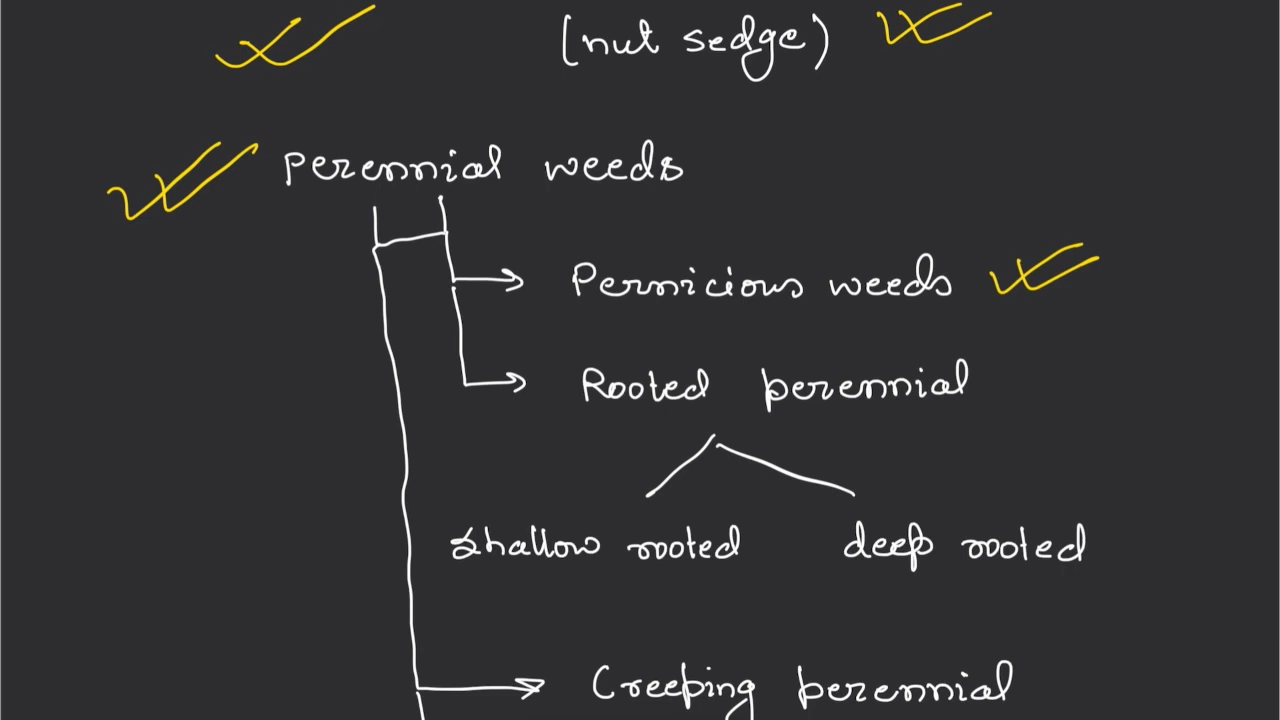 (nut sedge)
Perennial weeds
Pernicious weeds
Rooted perennial
shallow rooted deep rooted
Creeping perennial